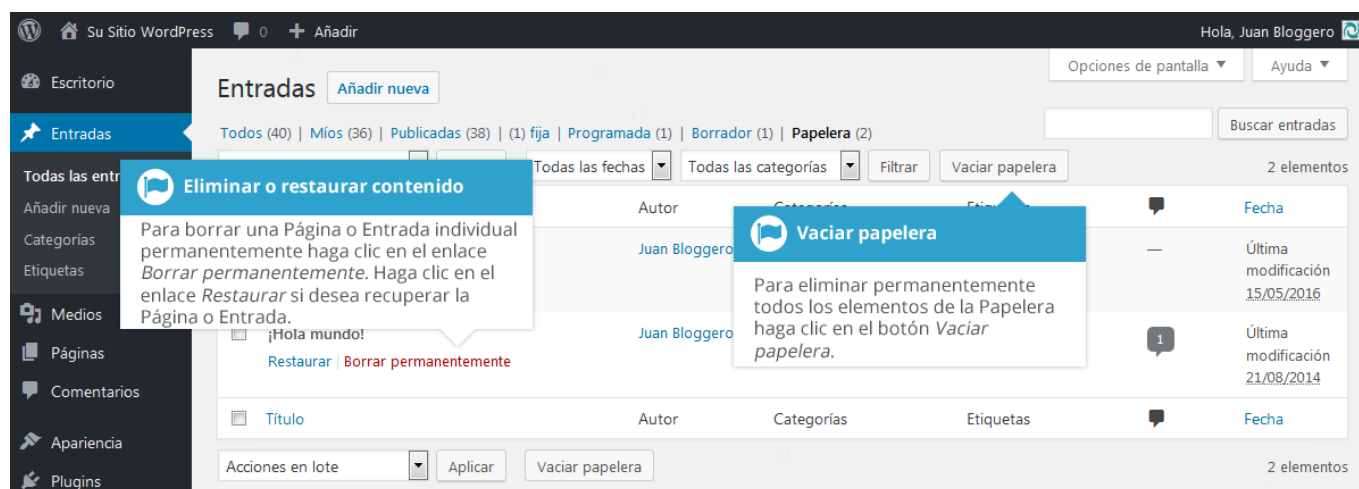 Su Sitio WordPress 0 + Añadir Hola, Juan Bloggero
Opciones de pantalla ▼ Ayuda ▼
Escritorio
Entradas Añadir nueva
Entradas
Todos (40) | Míos (36) | Publicadas (38) | (1) fija | Programada (1) | Borrador (1) | Papelera (2) Buscar entradas
Todas las fechas Todas las categorías Filtrar Vaciar papelera 2 elementos
Todas las entr
Añadir nueva
Categorías
Etiquetas
Medios
Páginas
Comentarios
Apariencia
Plugins
Eliminar o restaurar contenido
Para borrar una Página o Entrada individual
permanentemente haga clic en el enlace
Borrar permanentemente. Haga clic en el
enlace Restaurar si desea recuperar la
Página o Entrada.
Autor Categorías Fecha
Vaciar papelera
Para eliminar permanentemente
todos los elementos de la Papelera
haga clic en el botón Vaciar
papelera.
Juan Bloggero — Última
modificación
15/05/2016
¡Hola mundo! Juan Bloggero 1 Última
modificación
21/08/2014
Restaurar | Borrar permanentemente
Título Autor Categorías Etiquetas Fecha
Acciones en lote Aplicar Vaciar papelera 2 elementos